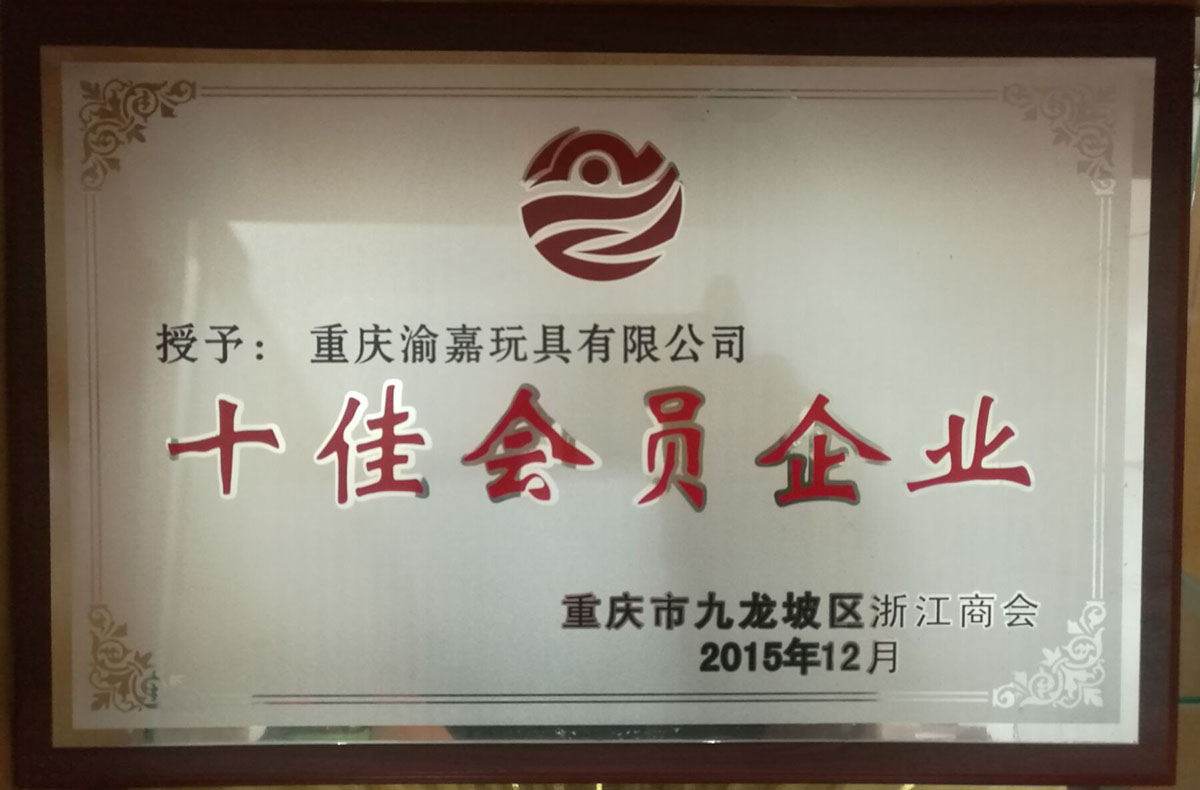 授予： 重庆渝嘉玩具有限公司
十佳会员企业
重庆市九龙坡区浙江商会
2015年12月